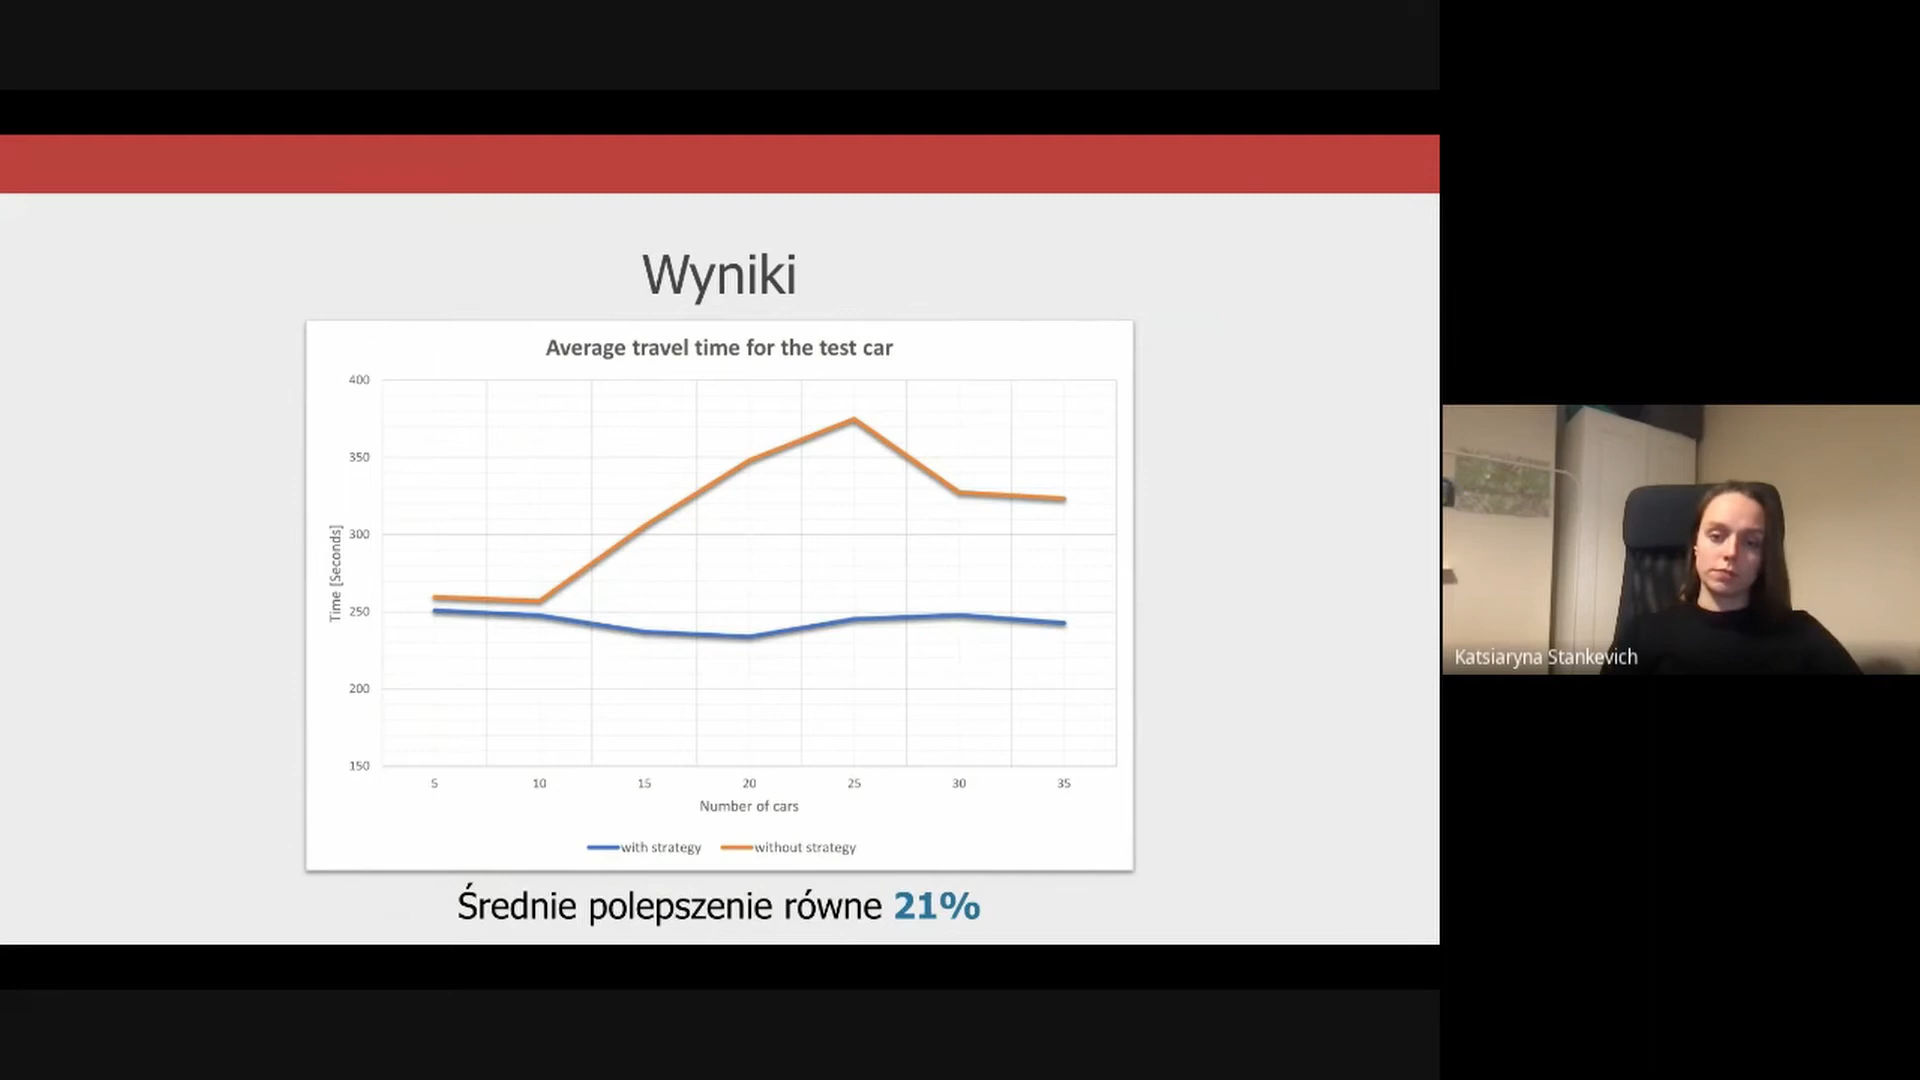 Wyniki
Average travel time for the test car
400
350
300
250
200
150
Time [Seconds]
5 10 15 20 25 30 35
Number of cars
with strategy without strategy
Średnie polepszenie równe 21%
Katsiaryna Stankevich